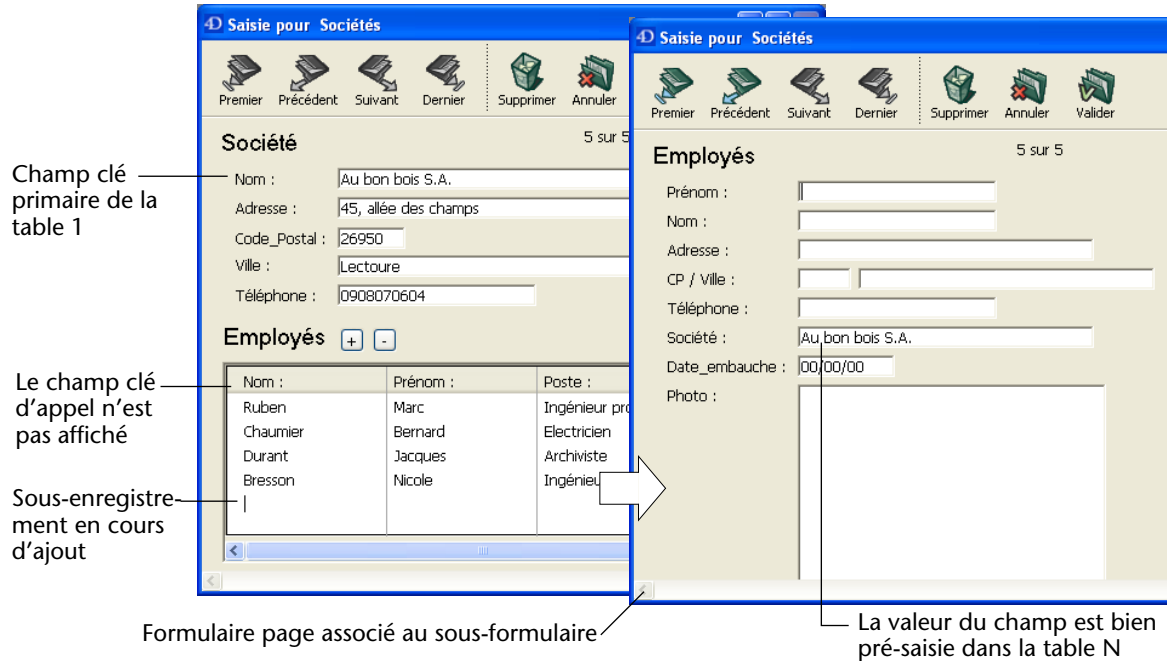 4D Saisie pour Sociétés
Premier Précédent Suivant Dernier Supprimer Annuler
Société
5 sur 5
Nom : Au bon bois S.A.
Adresse : 45, allée des champs
Code_Postal : 26950
Ville : Lectoure
Téléphone : 0908070604
Employés + -
Nom : Prénom : Poste :
Ruben Marc Ingénieur pro
Chaumier Bernard Electricien
Durant Jacques Archiviste
Bresson Nicole Ingénieu
4D Saisie pour Sociétés
Premier Précédent Suivant Dernier Supprimer Annuler Valider
Employés
5 sur 5
Prénom :
Nom :
Adresse :
CP / Ville :
Téléphone :
Société : Au bon bois S.A.
Date_embauche : 00/00/00
Photo :
Champ clé
primaire de la
table 1
Le champ clé
d'appel n'est
pas affiché
Sous-enregistre-
ment en cours
d'ajout
Formulaire page associé au sous-formulaire
La valeur du champ est bien
pré-saisie dans la table N